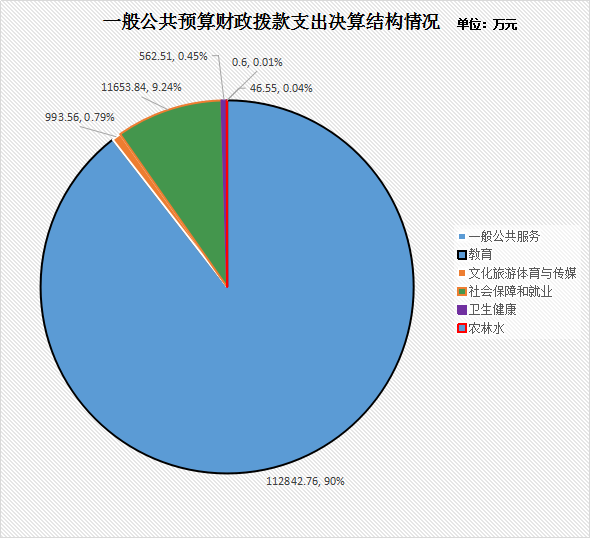 一般公共预算财政拨款支出决算结构情况 单位：万元
562.51, 0.45%
0.6, 0.01%
11653.84, 9.24%
46.55, 0.04%
993.56, 0.79%
一般公共服务
教育
文化旅游体育与传媒
社会保障和就业
卫生健康
农林水
112842.76, 90%